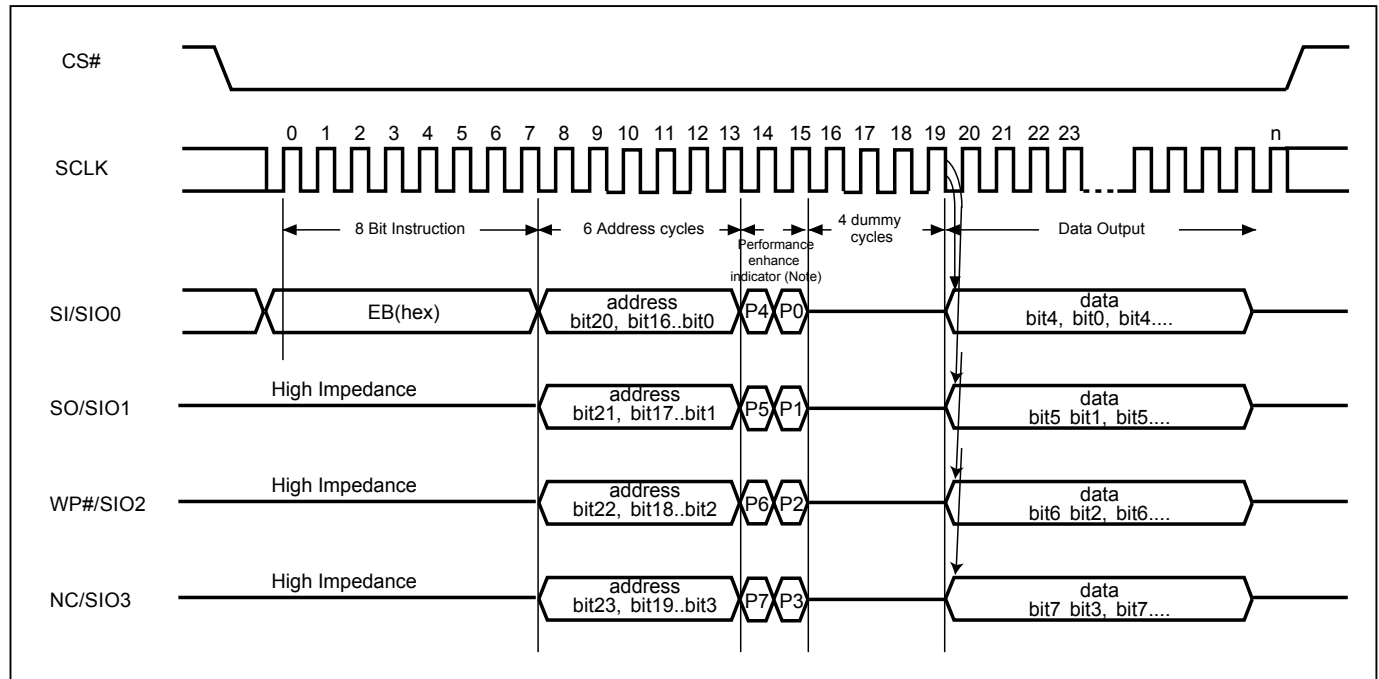 CS#
0 1 2 3 4 5 6 7 8 9 10 11 12 13 14 15 16 17 18 19 20 21 22 23 n
SCLK
8 Bit Instruction 6 Address cycles Performance enhance indicator (Note) 4 dummy cycles Data Output
SI/SIO0 EB(hex) address bit20, bit16..bit0 P4 P0 data bit4, bit0, bit4....
SO/SIO1 High Impedance address bit21, bit17..bit1 P5 P1 data bit5 bit1, bit5....
WP#/SIO2 High Impedance address bit22, bit18..bit2 P6 P2 data bit6 bit2, bit6....
NC/SIO3 High Impedance address bit23, bit19..bit3 P7 P3 data bit7 bit3, bit7....